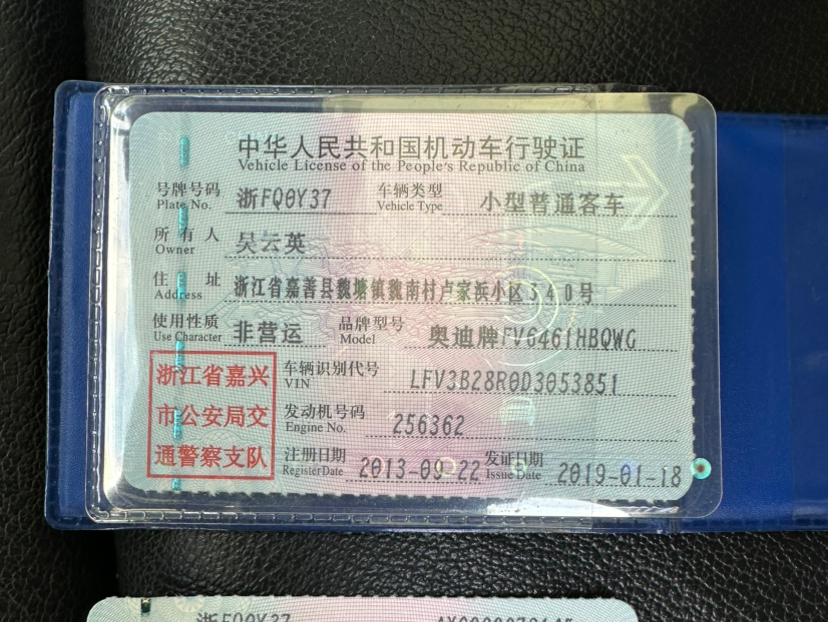 中华人民共和国机动车行驶证
Vehicle License of the People's Republic of China
号牌号码 浙FQ0Y37 车辆类型 小型普通客车
Plate No. Vehicle Type
所有人 吴云英
Owner
住址 浙江省嘉善县魏塘镇魏南村卢家浜小区340号
Address
使用性质 非营运 品牌型号 奥迪牌FV6461HBQWG
Use Character Model
浙江省嘉兴
市公安局交
通警察支队
车辆识别代号 LFV3B28R0D3053851
VIN
发动机号码 256362
Engine No.
注册日期 2013-09-22 发证日期 2019-01-18
Register Date Issue Date
浙FQ0Y37